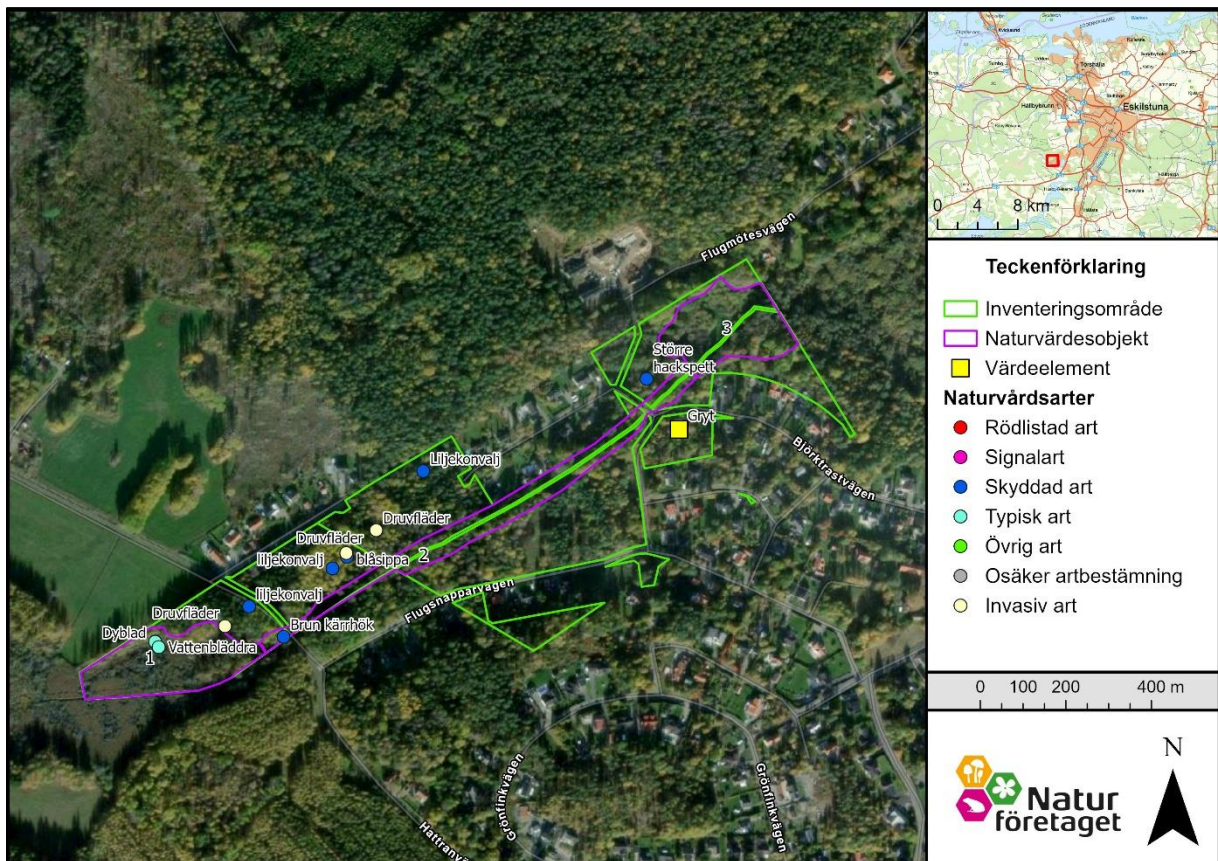 Flugmötesvägen
3
Större
hackspett
Gryt
Björktrastvägen
Liljekonvalj
Druvfläder
Druvfläder
blåsippa
liljekonvalj
2
Flugsnapparvägen
liljekonvalj
Druvfläder
Brun kärrhök
Dyblad
Vattenbläddra
1
Grönfinkvägen
Grönfinkvägen
Hattranvä
Torshälla
Hällbybrunn
Eskilstuna
0 4 8 km
Teckenförklaring
Inventeringsområde
Naturvärdesobjekt
Värdeelement
Naturvårdsarter
Rödlistad art
Signalart
Skyddad art
Typisk art
Övrig art
Osäker artbestämning
Invasiv art
0 100 200 400 m
Natur
företaget
N